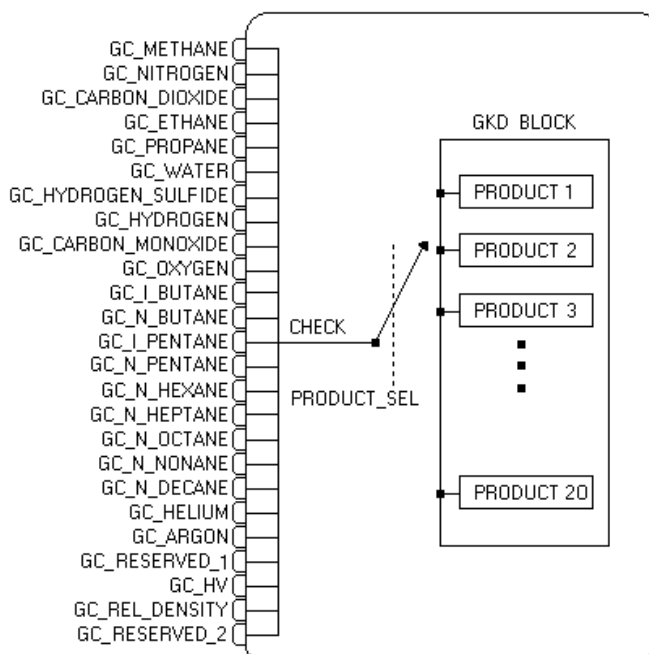 GC_METHANE
GC_NITROGEN
GC_CARBON_DIOXIDE
GC_ETHANE
GC_PROPANE
GC_WATER
GC_HYDROGEN_SULFIDE
GC_HYDROGEN
GC_CARBON_MONOXIDE
GC_OXYGEN
GC_I_BUTANE
GC_N_BUTANE
GC_I_PENTANE
GC_N_PENTANE
GC_N_HEXANE
GC_N_HEPTANE
GC_N_OCTANE
GC_N_NONANE
GC_N_DECANE
GC_HELIUM
GC_ARGON
GC_RESERVED_1
GC_HV
GC_REL_DENSITY
GC_RESERVED_2
CHECK
PRODUCT_SEL
GKD BLOCK
PRODUCT 1
PRODUCT 2
PRODUCT 3
PRODUCT 20